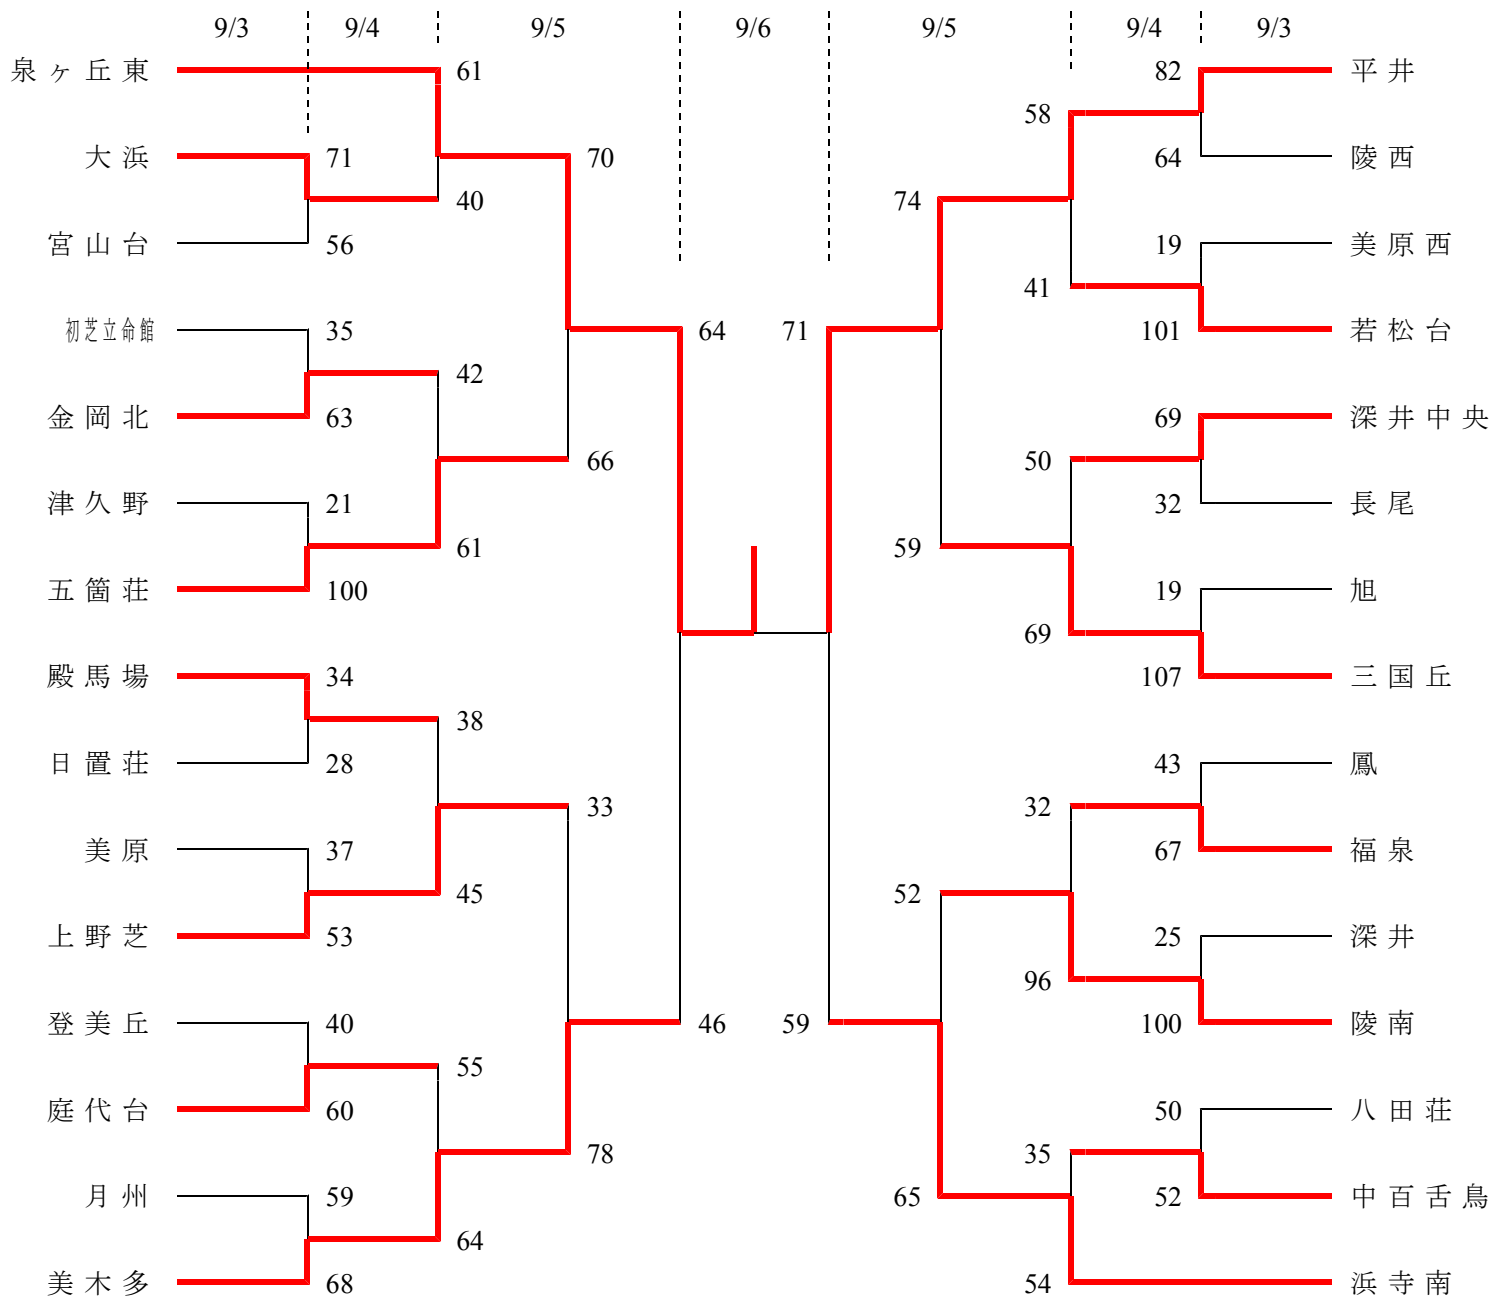 9/3 9/4 9/5 9/6 9/5 9/4 9/3
泉ヶ丘東 61 82 平井
58
大浜 71 70 64 陵西
40 74
宮山台 56 19 美原西
41
初芝立命館 35 64 71 101 若松台
42
金岡北 63 69 深井中央
66 50
津久野 21 32 長尾
61 59
五箇荘 100 19 旭
69
殿馬場 34 107 三国丘
38
日置荘 28 43 鳳
33 32
美原 37 67 福泉
45 52
上野芝 53 25 深井
96
登美丘 40 46 59 100 陵南
55
庭代台 60 50 八田荘
78 35
月州 59 65 52 中百舌鳥
64
美木多 68 54 浜寺南